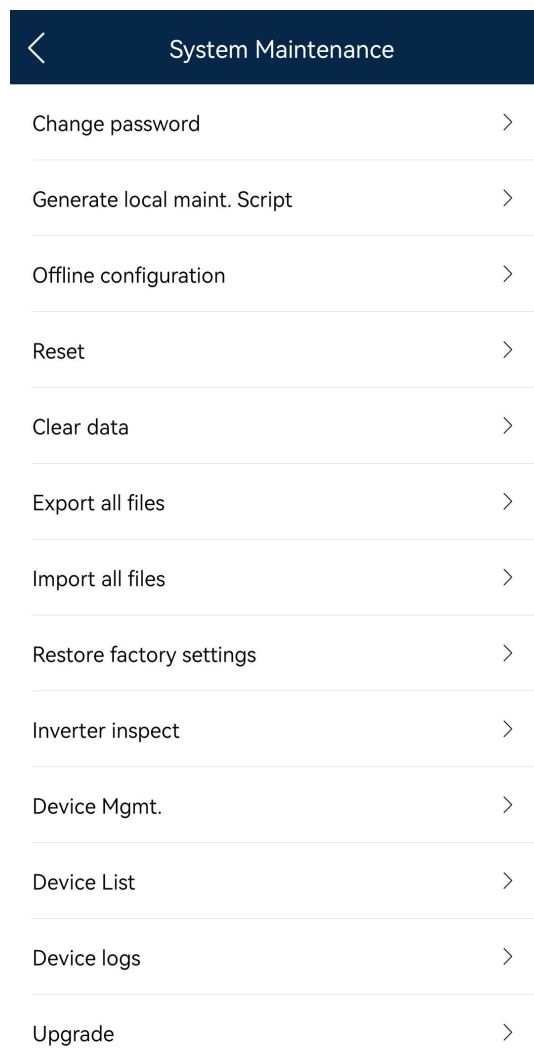 System Maintenance
Change password
Generate local maint. Script
Offline configuration
Reset
Clear data
Export all files
Import all files
Restore factory settings
Inverter inspect
Device Mgmt.
Device List
Device logs
Upgrade